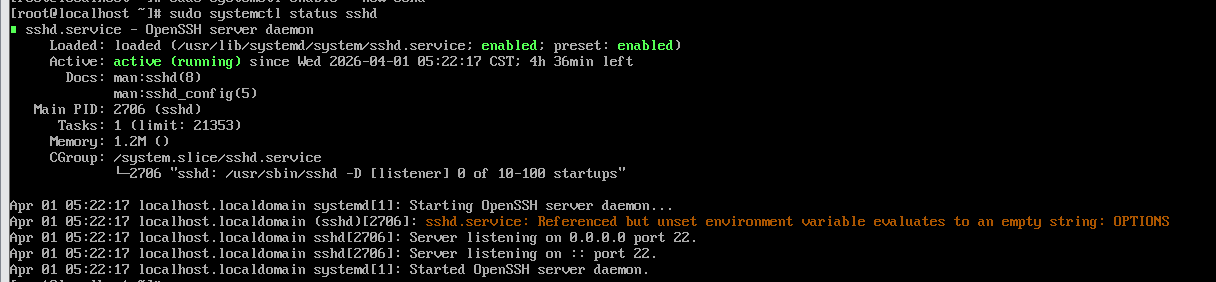 [root@localhost ~]# sudo systemctl status sshd
sshd.service - OpenSSH server daemon
Loaded: loaded (/usr/lib/systemd/system/sshd.service; enabled; preset: enabled)
Active: active (running) since Wed 2026-04-01 05:22:17 CST; 4h 36min left
Docs: man:sshd(8)
man:sshd_config(5)
Main PID: 2706 (sshd)
Tasks: 1 (limit: 21353)
Memory: 1.2M ()
CGroup: /system.slice/sshd.service
└─2706 "sshd: /usr/sbin/sshd -D [listener] 0 of 10-100 startups"
Apr 01 05:22:17 localhost.localdomain systemd[1]: Starting OpenSSH server daemon...
Apr 01 05:22:17 localhost.localdomain (sshd)[2706]: sshd.service: Referenced but unset environment variable evaluates to an empty string: OPTIONS
Apr 01 05:22:17 localhost.localdomain sshd[2706]: Server listening on 0.0.0.0 port 22.
Apr 01 05:22:17 localhost.localdomain sshd[2706]: Server listening on :: port 22.
Apr 01 05:22:17 localhost.localdomain systemd[1]: Started OpenSSH server daemon.